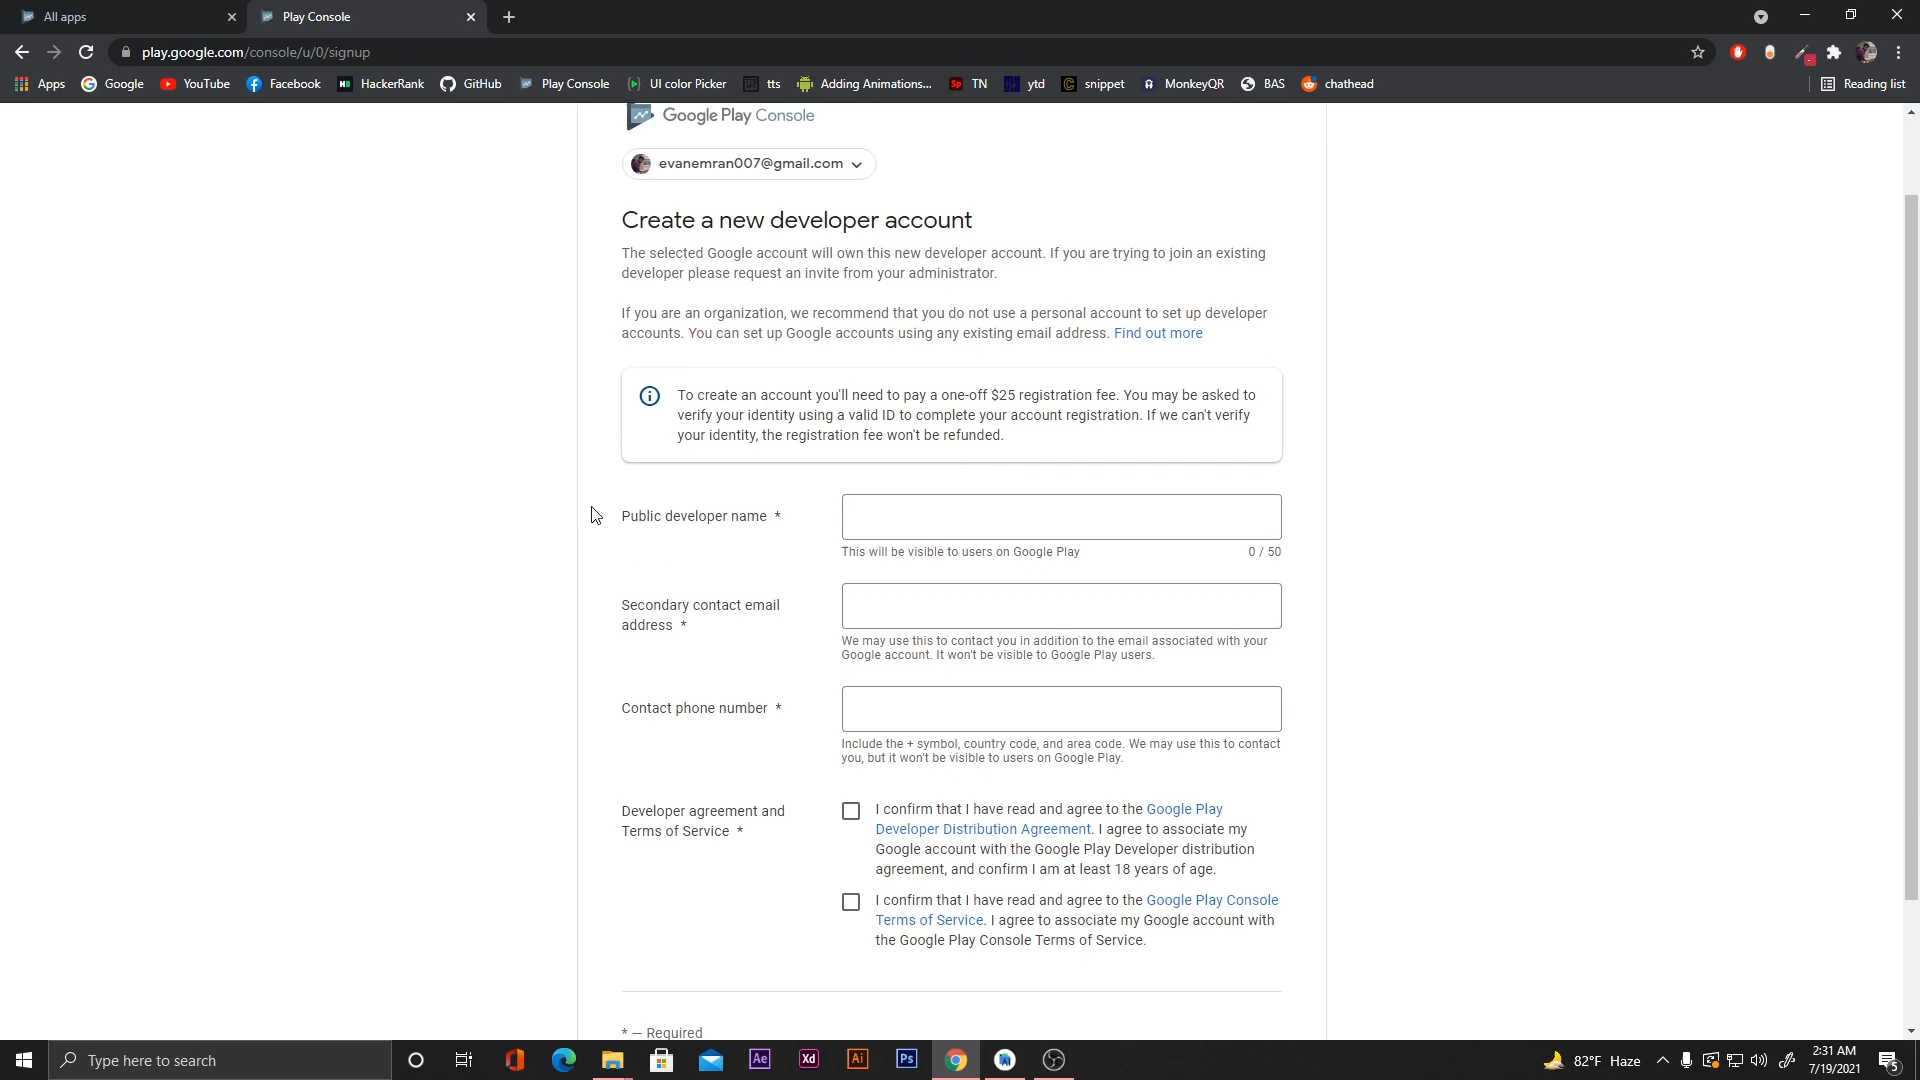 All apps
Play Console
play.google.com/console/u/0/signup
Apps
Google
YouTube
Facebook
HackerRank
GitHub
Play Console
UI color Picker
tts
Adding Animations...
TN
ytd
snippet
MonkeyQR
BAS
chathead
Reading list
Google Play Console
evanemran007@gmail.com
Create a new developer account
The selected Google account will own this new developer account. If you are trying to join an existing
developer please request an invite from your administrator.
If you are an organization, we recommend that you do not use a personal account to set up developer
accounts. You can set up Google accounts using any existing email address. Find out more
To create an account you'll need to pay a one-off $25 registration fee. You may be asked to
verify your identity using a valid ID to complete your account registration. If we can't verify
your identity, the registration fee won't be refunded.
Public developer name *
This will be visible to users on Google Play
0 / 50
Secondary contact email
address *
We may use this to contact you in addition to the email associated with your
Google account. It won't be visible to Google Play users.
Contact phone number *
Include the + symbol, country code, and area code. We may use this to contact
you, but it won't be visible to users on Google Play.
Developer agreement and
Terms of Service *
I confirm that I have read and agree to the Google Play
Developer Distribution Agreement. I agree to associate my
Google account with the Google Play Developer distribution
agreement, and confirm I am at least 18 years of age.
I confirm that I have read and agree to the Google Play Console
Terms of Service. I agree to associate my Google account with
the Google Play Console Terms of Service.
* — Required
Type here to search
Ae
Xd
Ai
Ps
82°F Haze
2:31 AM
7/19/2021
5